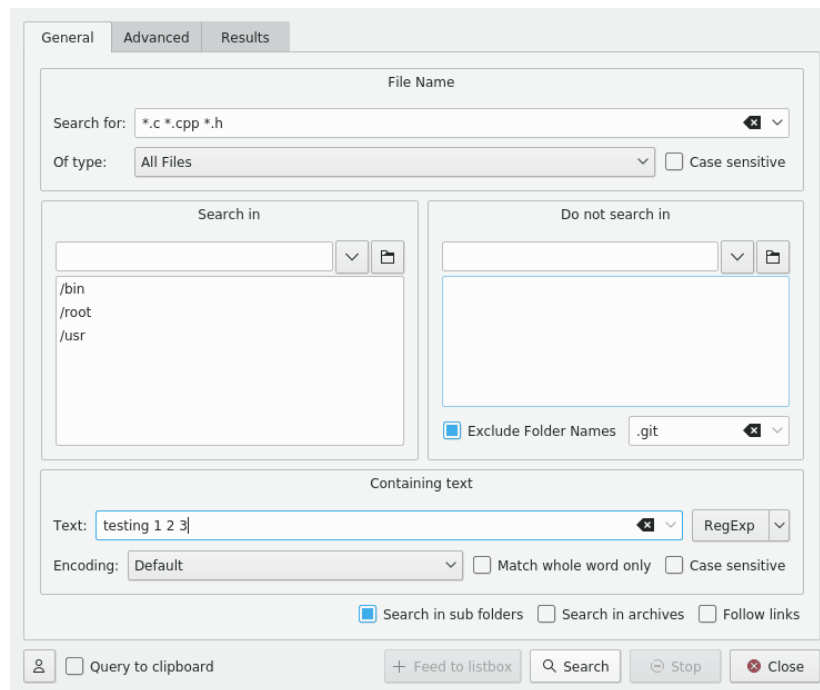 General Advanced Results
File Name
Search for: *.c *.cpp *.h
Of type: All Files Case sensitive
Search in
/bin
/root
/usr
Do not search in
Exclude Folder Names .git
Containing text
Text: testing 1 2 3 RegExp
Encoding: Default Match whole word only Case sensitive
Search in sub folders Search in archives Follow links
Query to clipboard Feed to listbox Search Stop Close